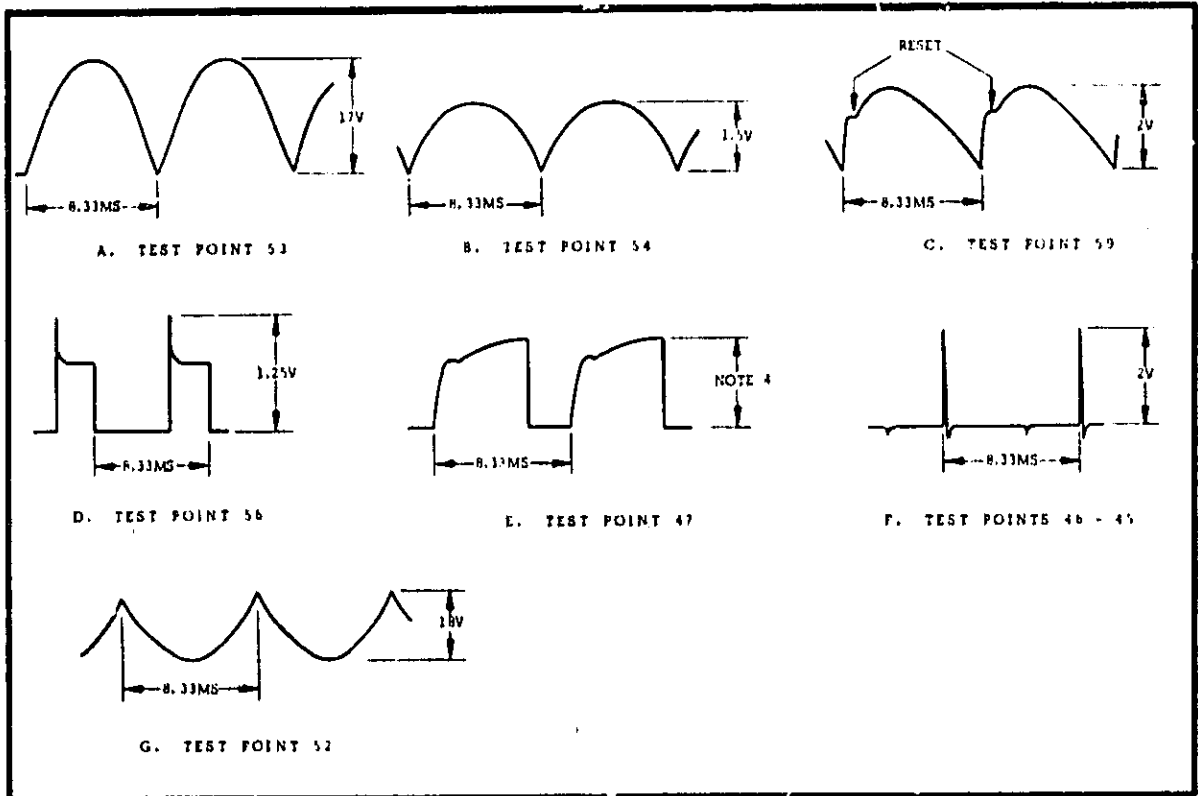 RESET
17V
1.5V
2V
8.33MS
8.33MS
8.33MS
A. TEST POINT 53
B. TEST POINT 54
C. TEST POINT 59
1.25V
NOTE 4
2V
8.33MS
8.33MS
8.33MS
D. TEST POINT 56
E. TEST POINT 47
F. TEST POINTS 46 - 45
18V
8.33MS
G. TEST POINT 52